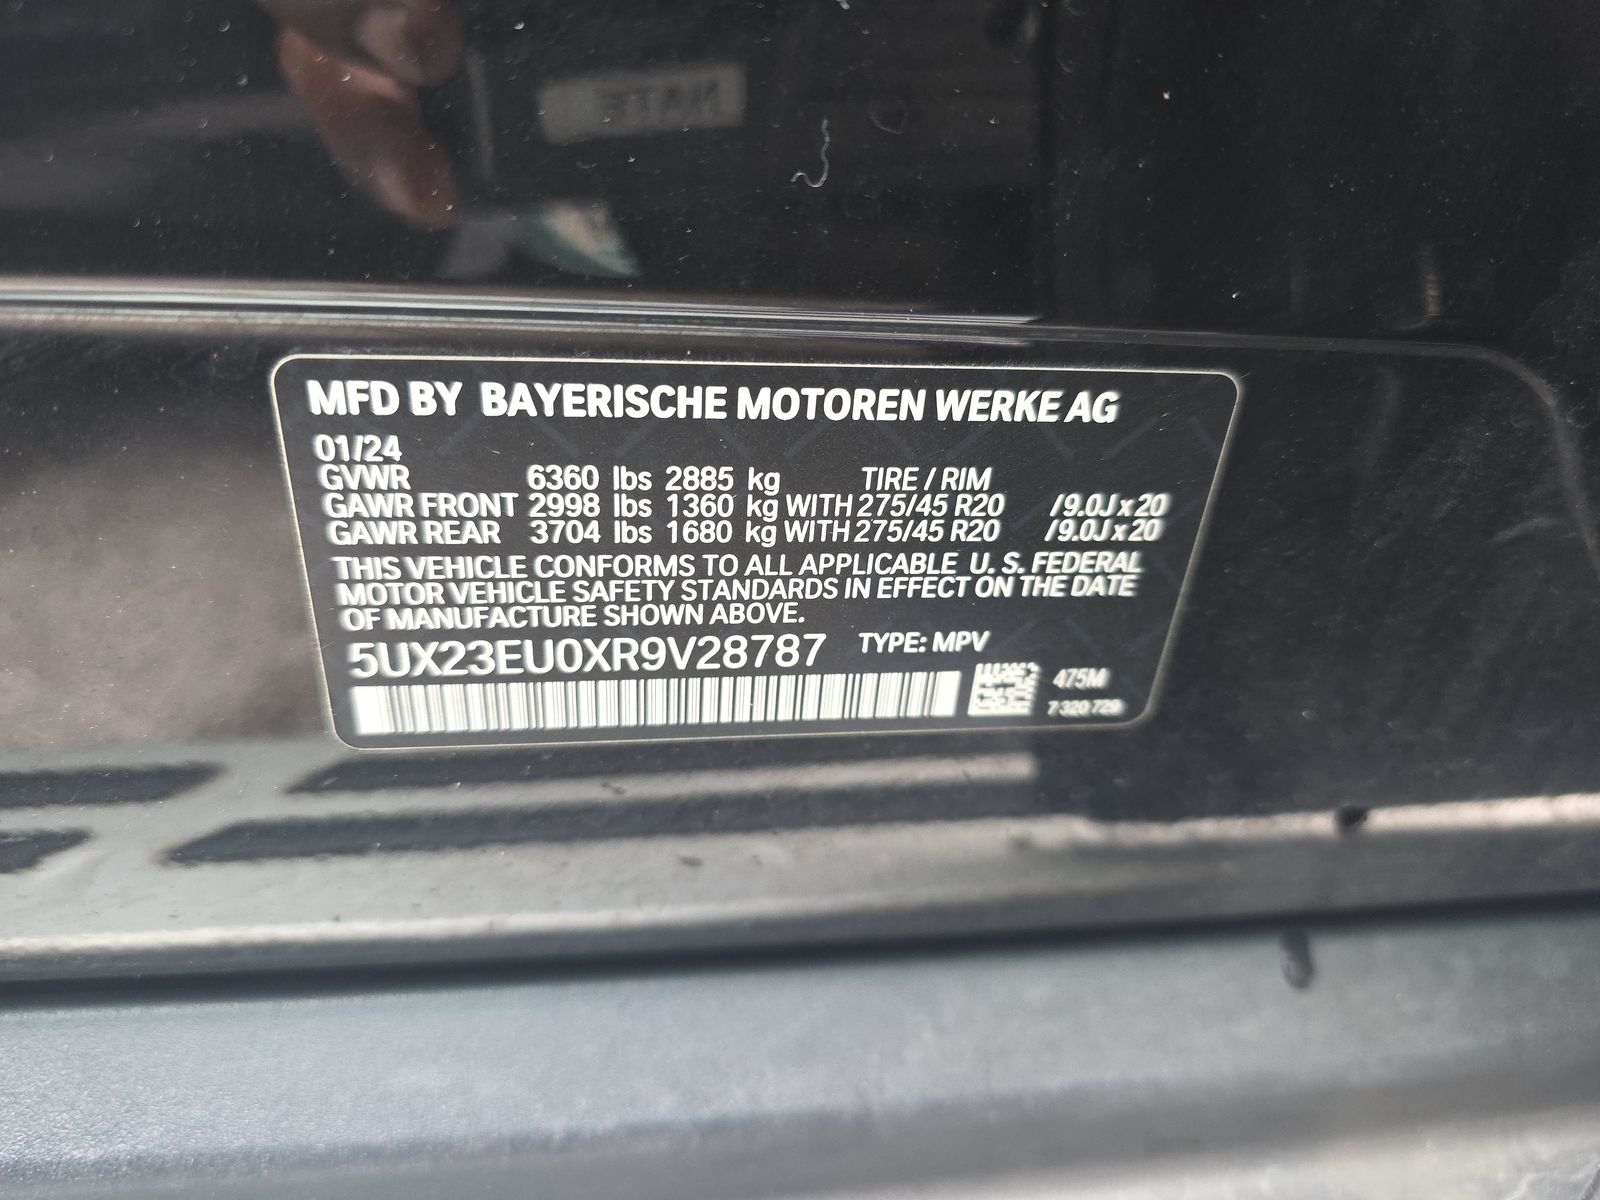 MFD BY BAYERISCHE MOTOREN WERKE AG
01/24
GVWR 6360 lbs 2885 kg TIRE / RIM
GAWR FRONT 2998 lbs 1360 kg WITH 275/45 R20 /9.0J x 20
GAWR REAR 3704 lbs 1680 kg WITH 275/45 R20 /9.0J x 20
THIS VEHICLE CONFORMS TO ALL APPLICABLE U. S. FEDERAL
MOTOR VEHICLE SAFETY STANDARDS IN EFFECT ON THE DATE
OF MANUFACTURE SHOWN ABOVE.
5UX23EU0XR9V28787 TYPE: MPV
475M
7 320 729